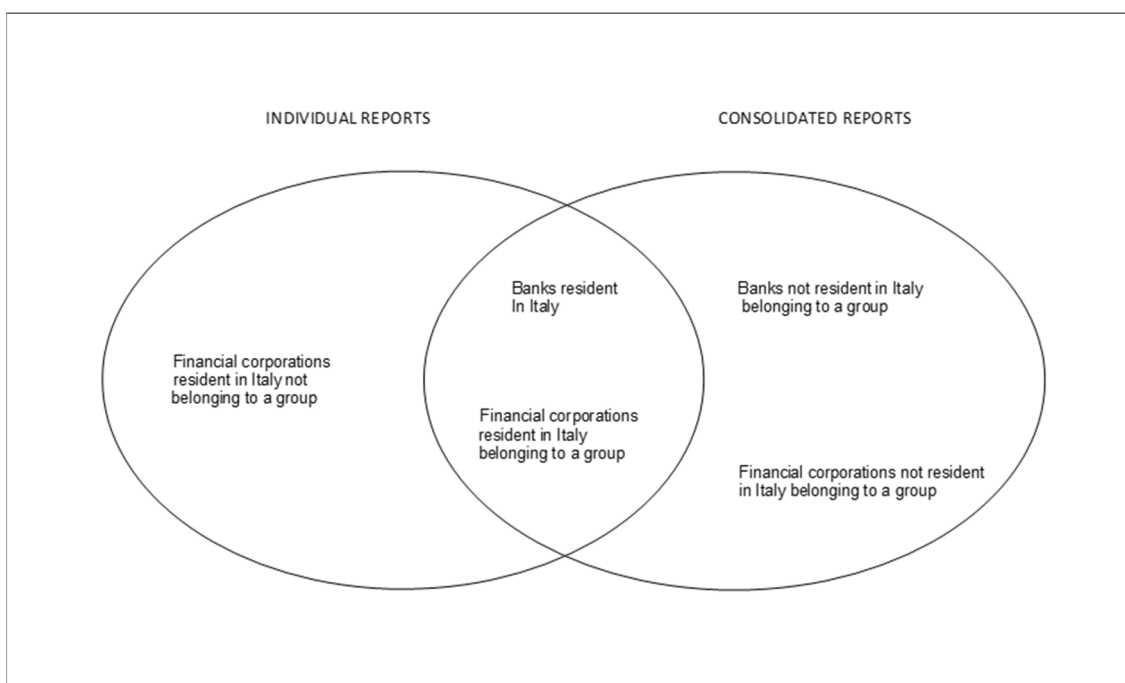 INDIVIDUAL REPORTS
CONSOLIDATED REPORTS
Financial corporations
resident in Italy not
belonging to a group
Banks resident
In Italy
Financial corporations
resident in Italy
belonging to a group
Banks not resident in Italy
belonging to a group
Financial corporations not resident
in Italy belonging to a group